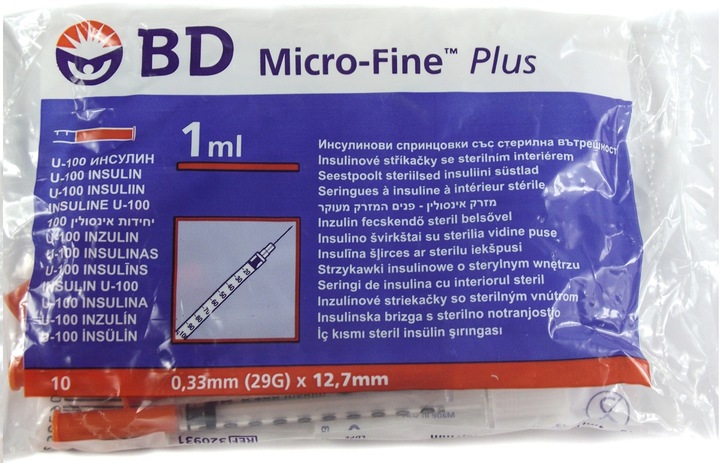 BD Micro-Fine™ Plus
1ml
U-100 ИНСУЛИН
U-100 INSULIN
U-100 INSULIIN
INSULINE U-100
100 יחידות אינסולין
U-100 INZULIN
U-100 INSULINAS
U-100 INSULĪNS
INSULIN U-100
U-100 INSULINA
U-100 INZULÍN
U-100 İNSÜLİN
Инсулинови спринцовки със стерилна вътрешност
Insulinové stříkačky se sterilním interiérem
Seestpoolt steriilsed insuliini süstlad
Seringues à insuline à intérieur stérile
מזרק אינסולין - פנים המזרק מעוקר
Inzulin fecskendő steril belsővel
Insulino švirkštai su sterilia vidine puse
Insulīna šļirces ar sterilu iekšpusi
Strzykawki insulinowe o sterylnym wnętrzu
Seringi de insulina cu interiorul steril
Inzulínové striekačky so sterilným vnútrom
Insulinska brizga s sterilno notranjostjo
İç kısmı steril insülin şırıngası
10
0,33mm (29G) x 12,7mm
REF 320931